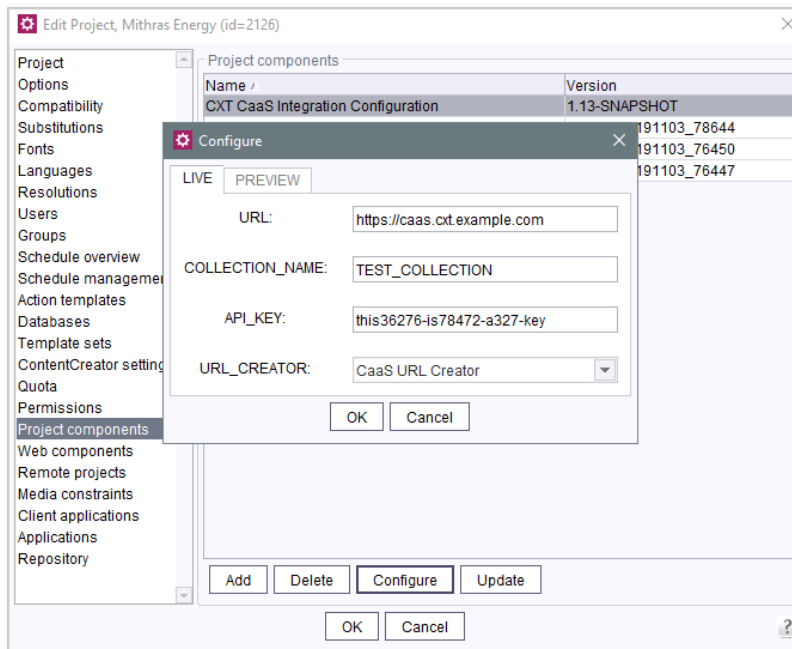 Edit Project, Mithras Energy (id=2126)
Project
Options
Compatibility
Substitutions
Fonts
Languages
Resolutions
Users
Groups
Schedule overview
Schedule managemer
Action templates
Databases
Template sets
ContentCreator setting
Quota
Permissions
Project components
Web components
Remote projects
Media constraints
Client applications
Applications
Repository
Project components
Name Version
CXT CaaS Integration Configuration 1.13-SNAPSHOT
191103_78644
191103_76450
191103_76447
Configure
LIVE PREVIEW
URL: https://caas.cxt.example.com
COLLECTION_NAME: TEST_COLLECTION
API_KEY: this36276-is78472-a327-key
URL_CREATOR: CaaS URL Creator
OK Cancel
Add Delete Configure Update
OK Cancel
?